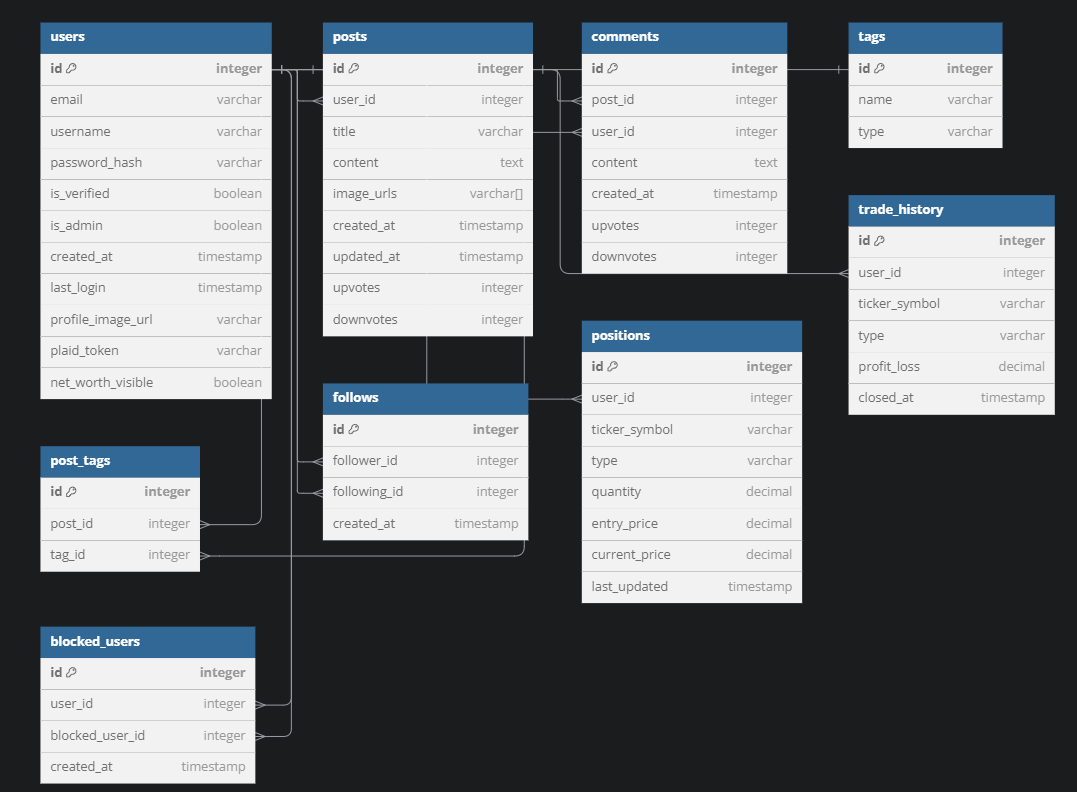 users
id integer
email varchar
username varchar
password_hash varchar
is_verified boolean
is_admin boolean
created_at timestamp
last_login timestamp
profile_image_url varchar
plaid_token varchar
net_worth_visible boolean
posts
id integer
user_id integer
title varchar
content text
image_urls varchar[]
created_at timestamp
updated_at timestamp
upvotes integer
downvotes integer
comments
id integer
post_id integer
user_id integer
content text
created_at timestamp
upvotes integer
downvotes integer
tags
id integer
name varchar
type varchar
trade_history
id integer
user_id integer
ticker_symbol varchar
type varchar
profit_loss decimal
closed_at timestamp
positions
id integer
user_id integer
ticker_symbol varchar
type varchar
quantity decimal
entry_price decimal
current_price decimal
last_updated timestamp
follows
id integer
follower_id integer
following_id integer
created_at timestamp
post_tags
id integer
post_id integer
tag_id integer
blocked_users
id integer
user_id integer
blocked_user_id integer
created_at timestamp